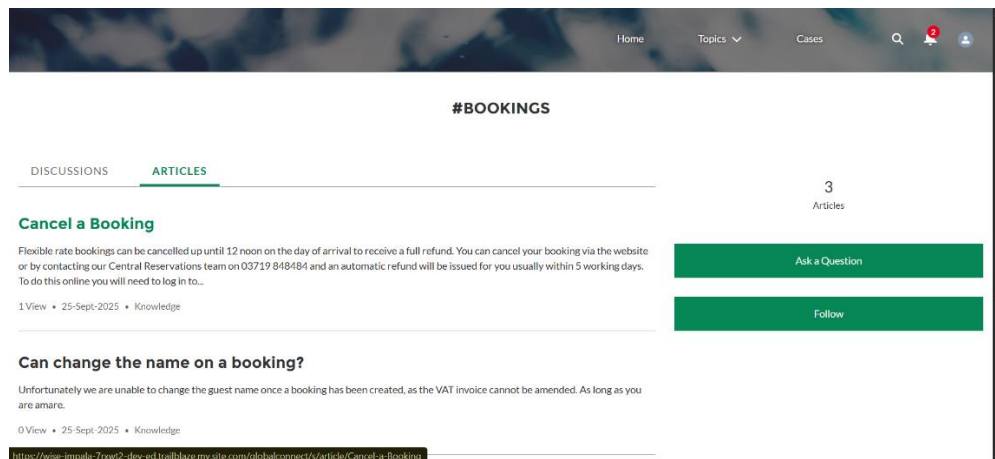 Home Topics Cases 2
#BOOKINGS
DISCUSSIONS ARTICLES
3
Articles
Cancel a Booking
Flexible rate bookings can be cancelled up until 12 noon on the day of arrival to receive a full refund. You can cancel your booking via the website
or by contacting our Central Reservations team on 03719 848484 and an automatic refund will be issued for you usually within 5 working days.
To do this online you will need to log in to...
1 View • 25-Sept-2025 • Knowledge
Ask a Question
Follow
Can change the name on a booking?
Unfortunately we are unable to change the guest name once a booking has been created, as the VAT invoice cannot be amended. As long as you
are amare.
0 View • 25-Sept-2025 • Knowledge
https://wise-impala-7rxwt2-dev-ed.trailblaze.my.site.com/globalconnect/s/article/Cancel-a-Booking